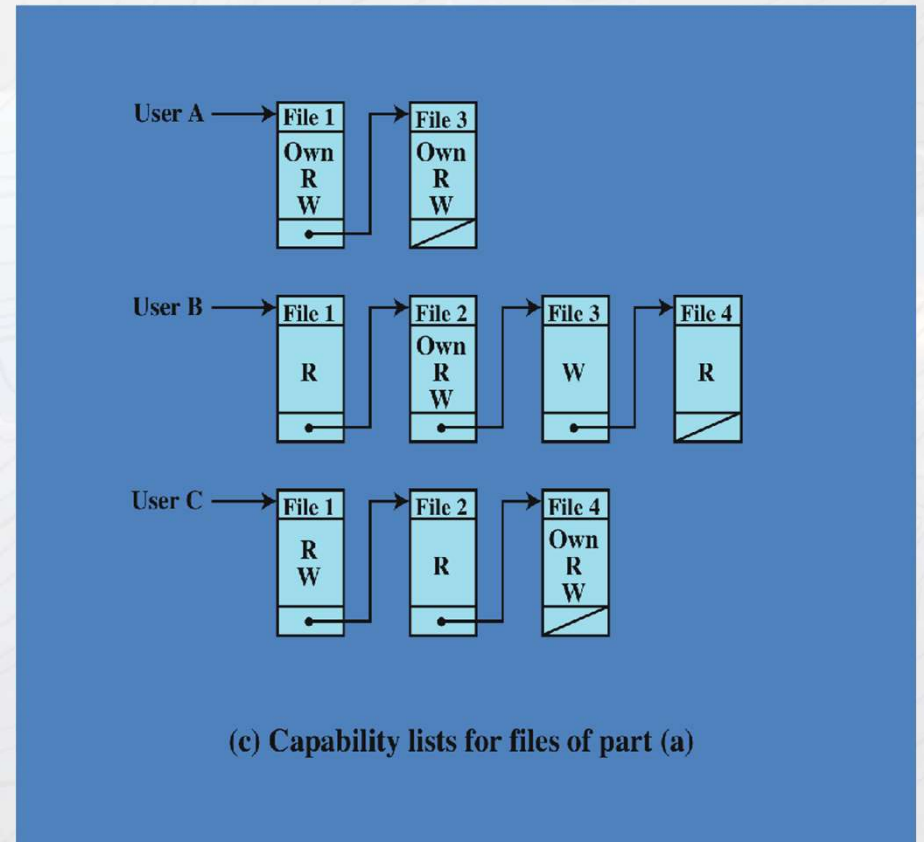 User A File 1 File 3
Own Own
R R
W W
User B File 1 File 2 File 3 File 4
Own
R R W R
W
User C File 1 File 2 File 4
R Own
W R R
W
(c) Capability lists for files of part (a)